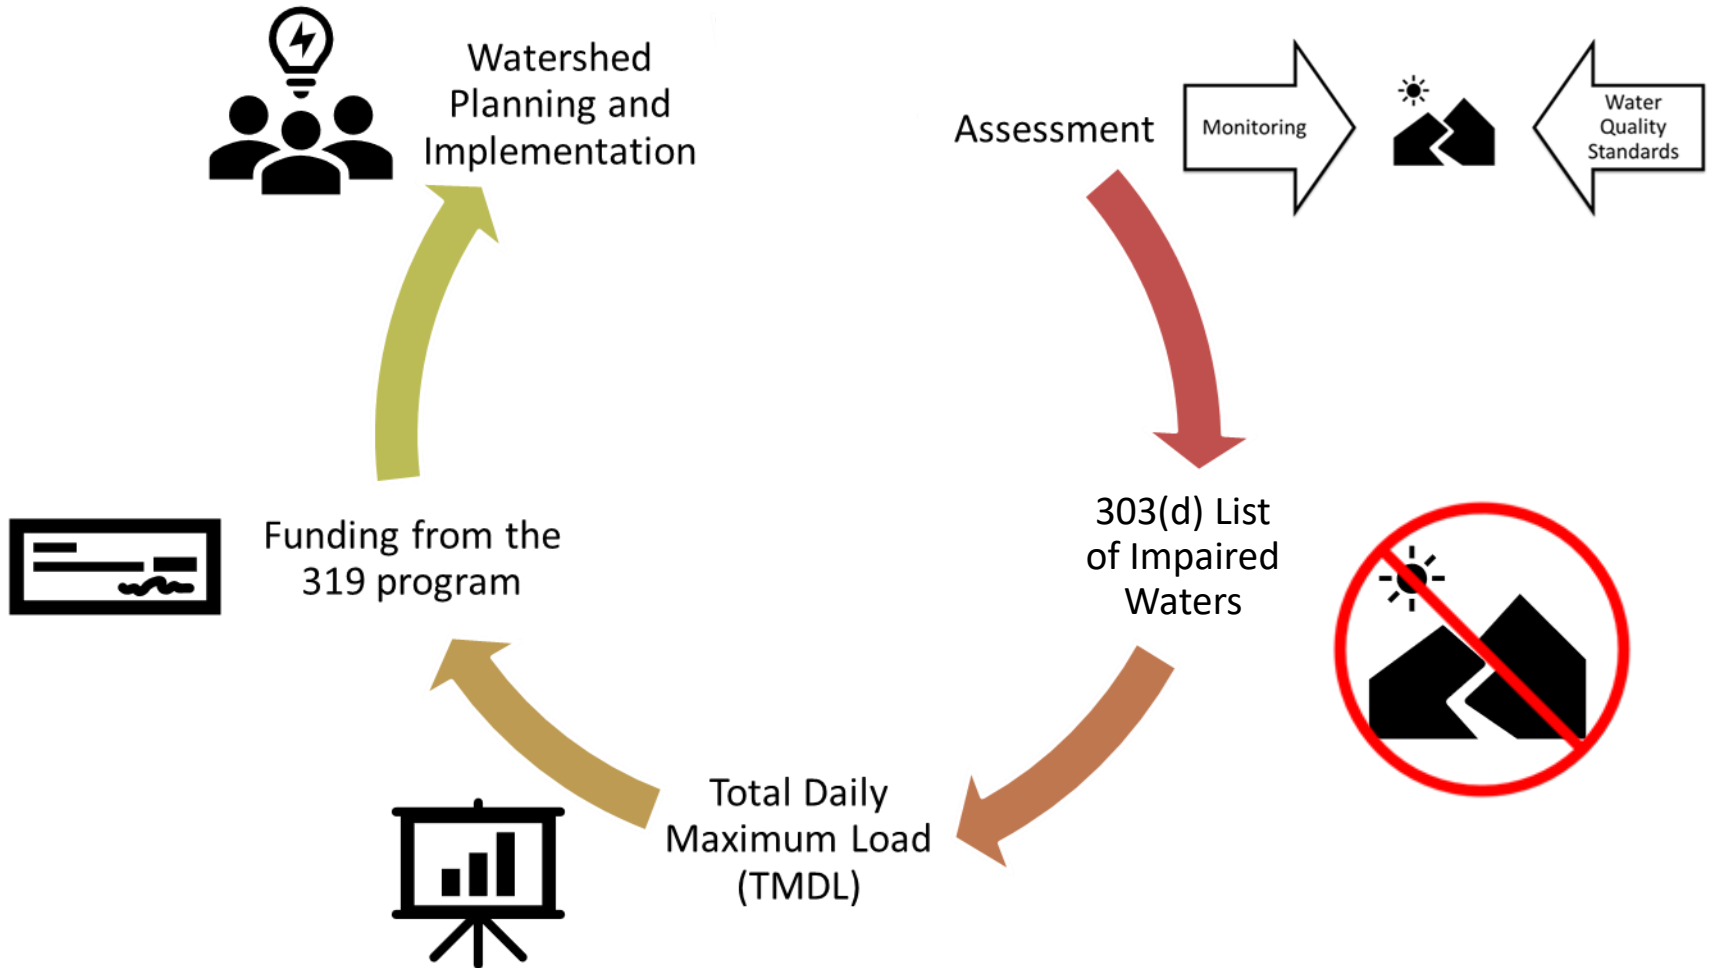 Watershed
Planning and
Implementation
Assessment
Monitoring
Water
Quality
Standards
303(d) List
of Impaired
Waters
Total Daily
Maximum Load
(TMDL)
Funding from the
319 program